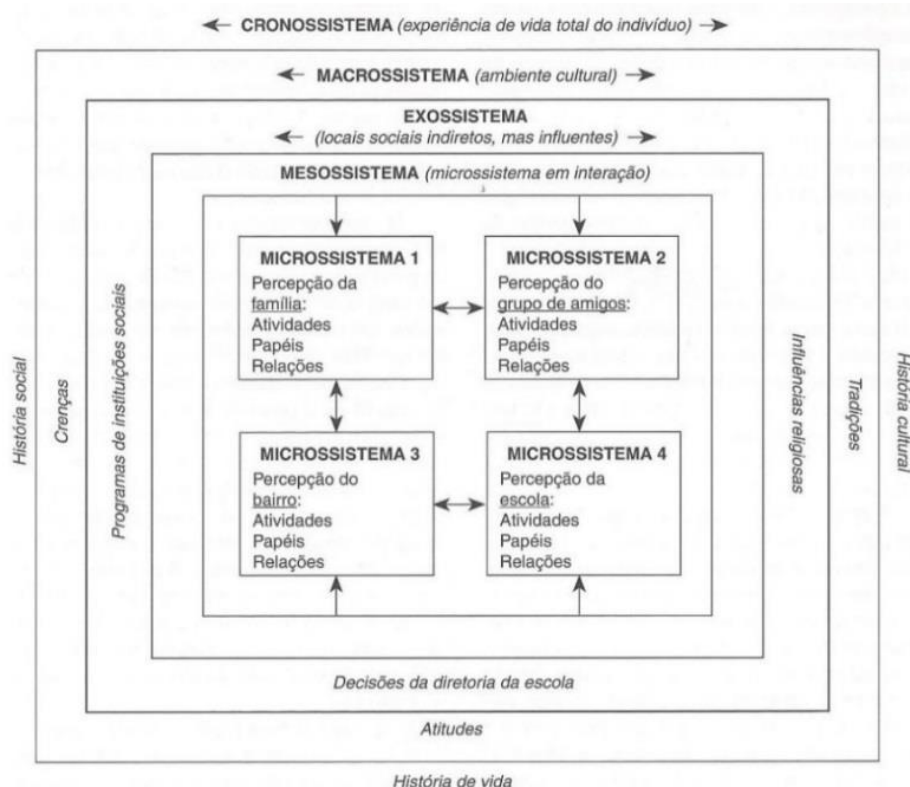 CRONOSSISTEMA (experiência de vida total do indivíduo)
MACROSSISTEMA (ambiente cultural)
EXOSSISTEMA
(locais sociais indiretos, mas influentes)
MESOSSISTEMA (microssistema em interação)
MICROSSISTEMA 1
Percepção da
família:
Atividades
Papéis
Relações
MICROSSISTEMA 2
Percepção do
grupo de amigos:
Atividades
Papéis
Relações
MICROSSISTEMA 3
Percepção do
bairro:
Atividades
Papéis
Relações
MICROSSISTEMA 4
Percepção da
escola:
Atividades
Papéis
Relações
História social
Crenças
Programas de instituições sociais
Influências religiosas
Tradições
História cultural
Decisões da diretoria da escola
Atitudes
História de vida